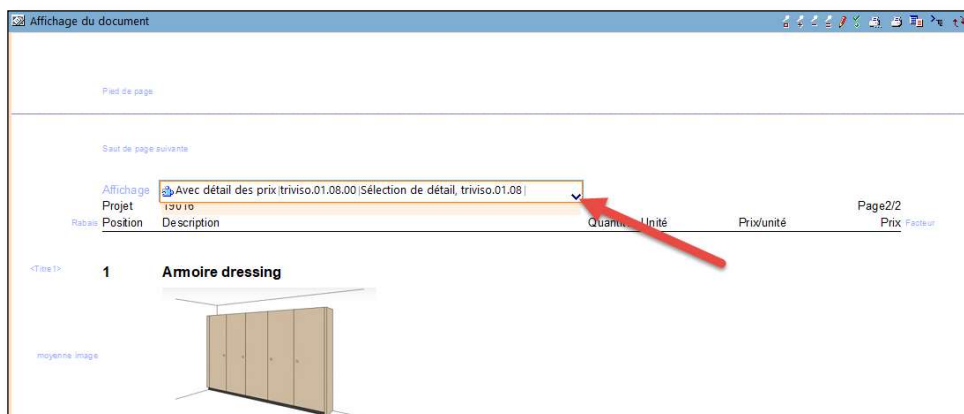 Affichage du document
Pied de page
Saut de page suivante
Affichage Avec détail des prix |triviso.01.08.00 |Sélection de détail, triviso.01.08 |
Projet 19016 Page2/2
Rabais Position Description Quantité Unité Prix/unité Prix Facteur
<Titre1> 1 Armoire dressing
moyenne image